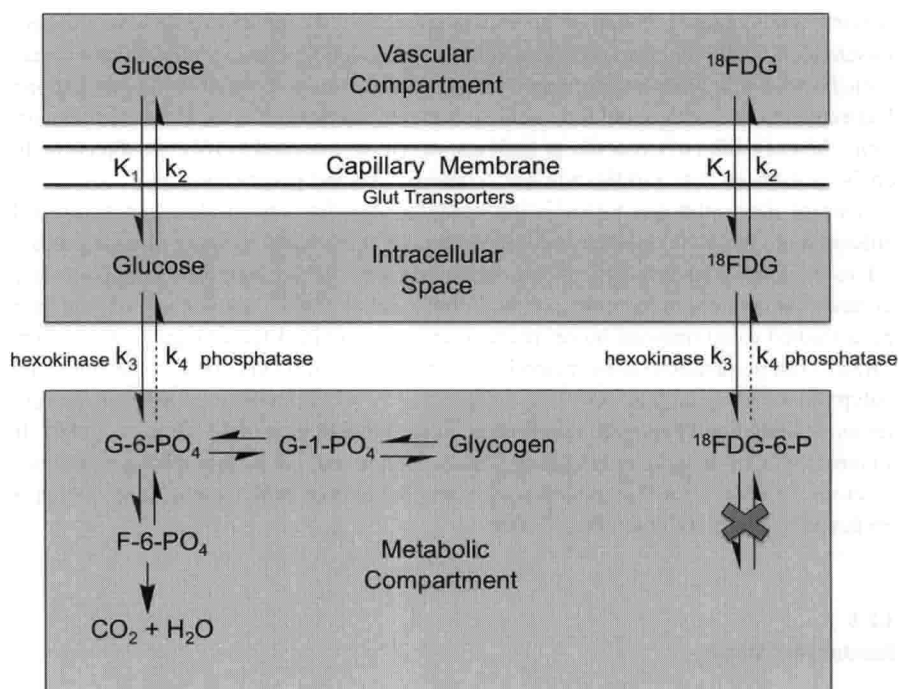 Glucose Vascular Compartment ¹⁸FDG
K₁ k₂ Capillary Membrane K₁ k₂
Glut Transporters
Glucose Intracellular Space ¹⁸FDG
hexokinase k₃ k₄ phosphatase hexokinase k₃ k₄ phosphatase
G-6-PO₄ G-1-PO₄ Glycogen ¹⁸FDG-6-P
F-6-PO₄
Metabolic
Compartment
CO₂ + H₂O